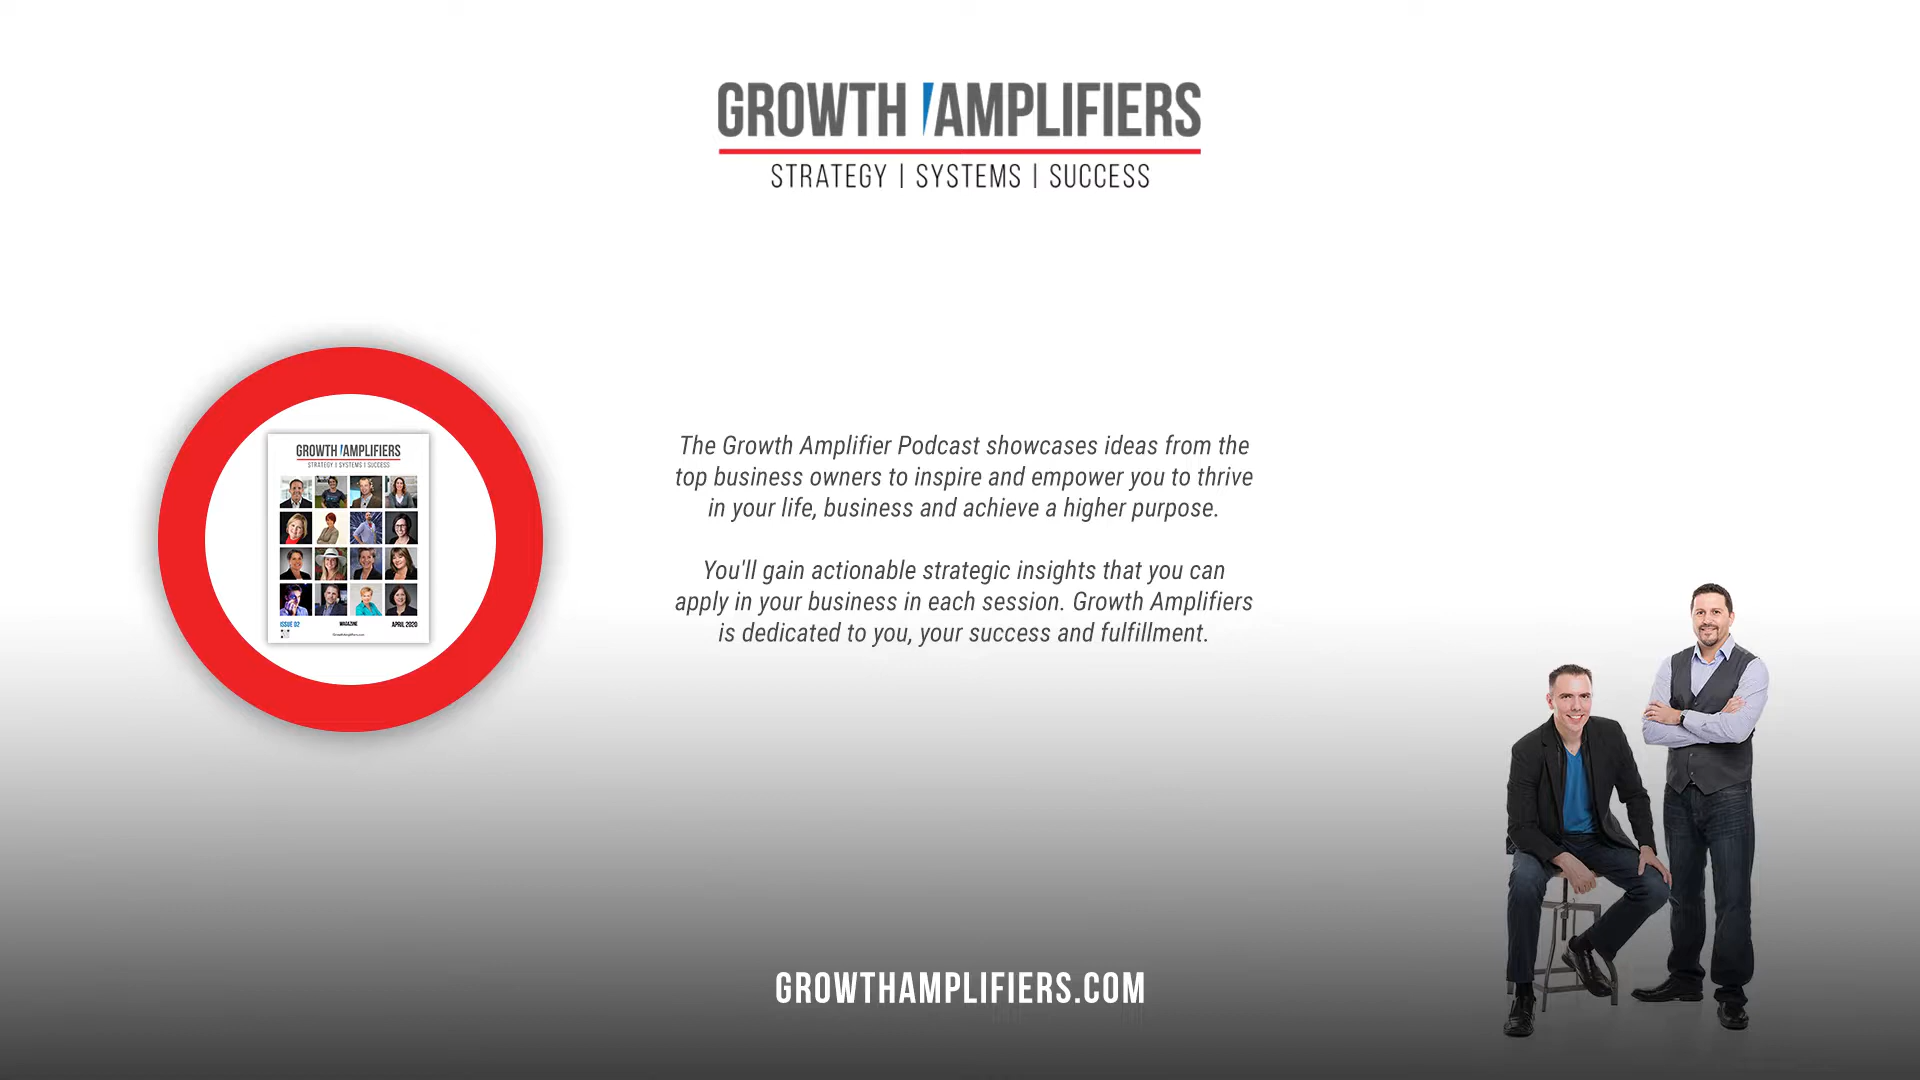 GROWTH AMPLIFIERS
STRATEGY | SYSTEMS | SUCCESS
GROWTH AMPLIFIERS
STRATEGY | SYSTEMS | SUCCESS
ISSUE 02
MAGAZINE
APRIL 2020
GrowthAmplifiers.com
The Growth Amplifier Podcast showcases ideas from the
top business owners to inspire and empower you to thrive
in your life, business and achieve a higher purpose.
You'll gain actionable strategic insights that you can
apply in your business in each session. Growth Amplifiers
is dedicated to you, your success and fulfillment.
GROWTHAMPLIFIERS.COM